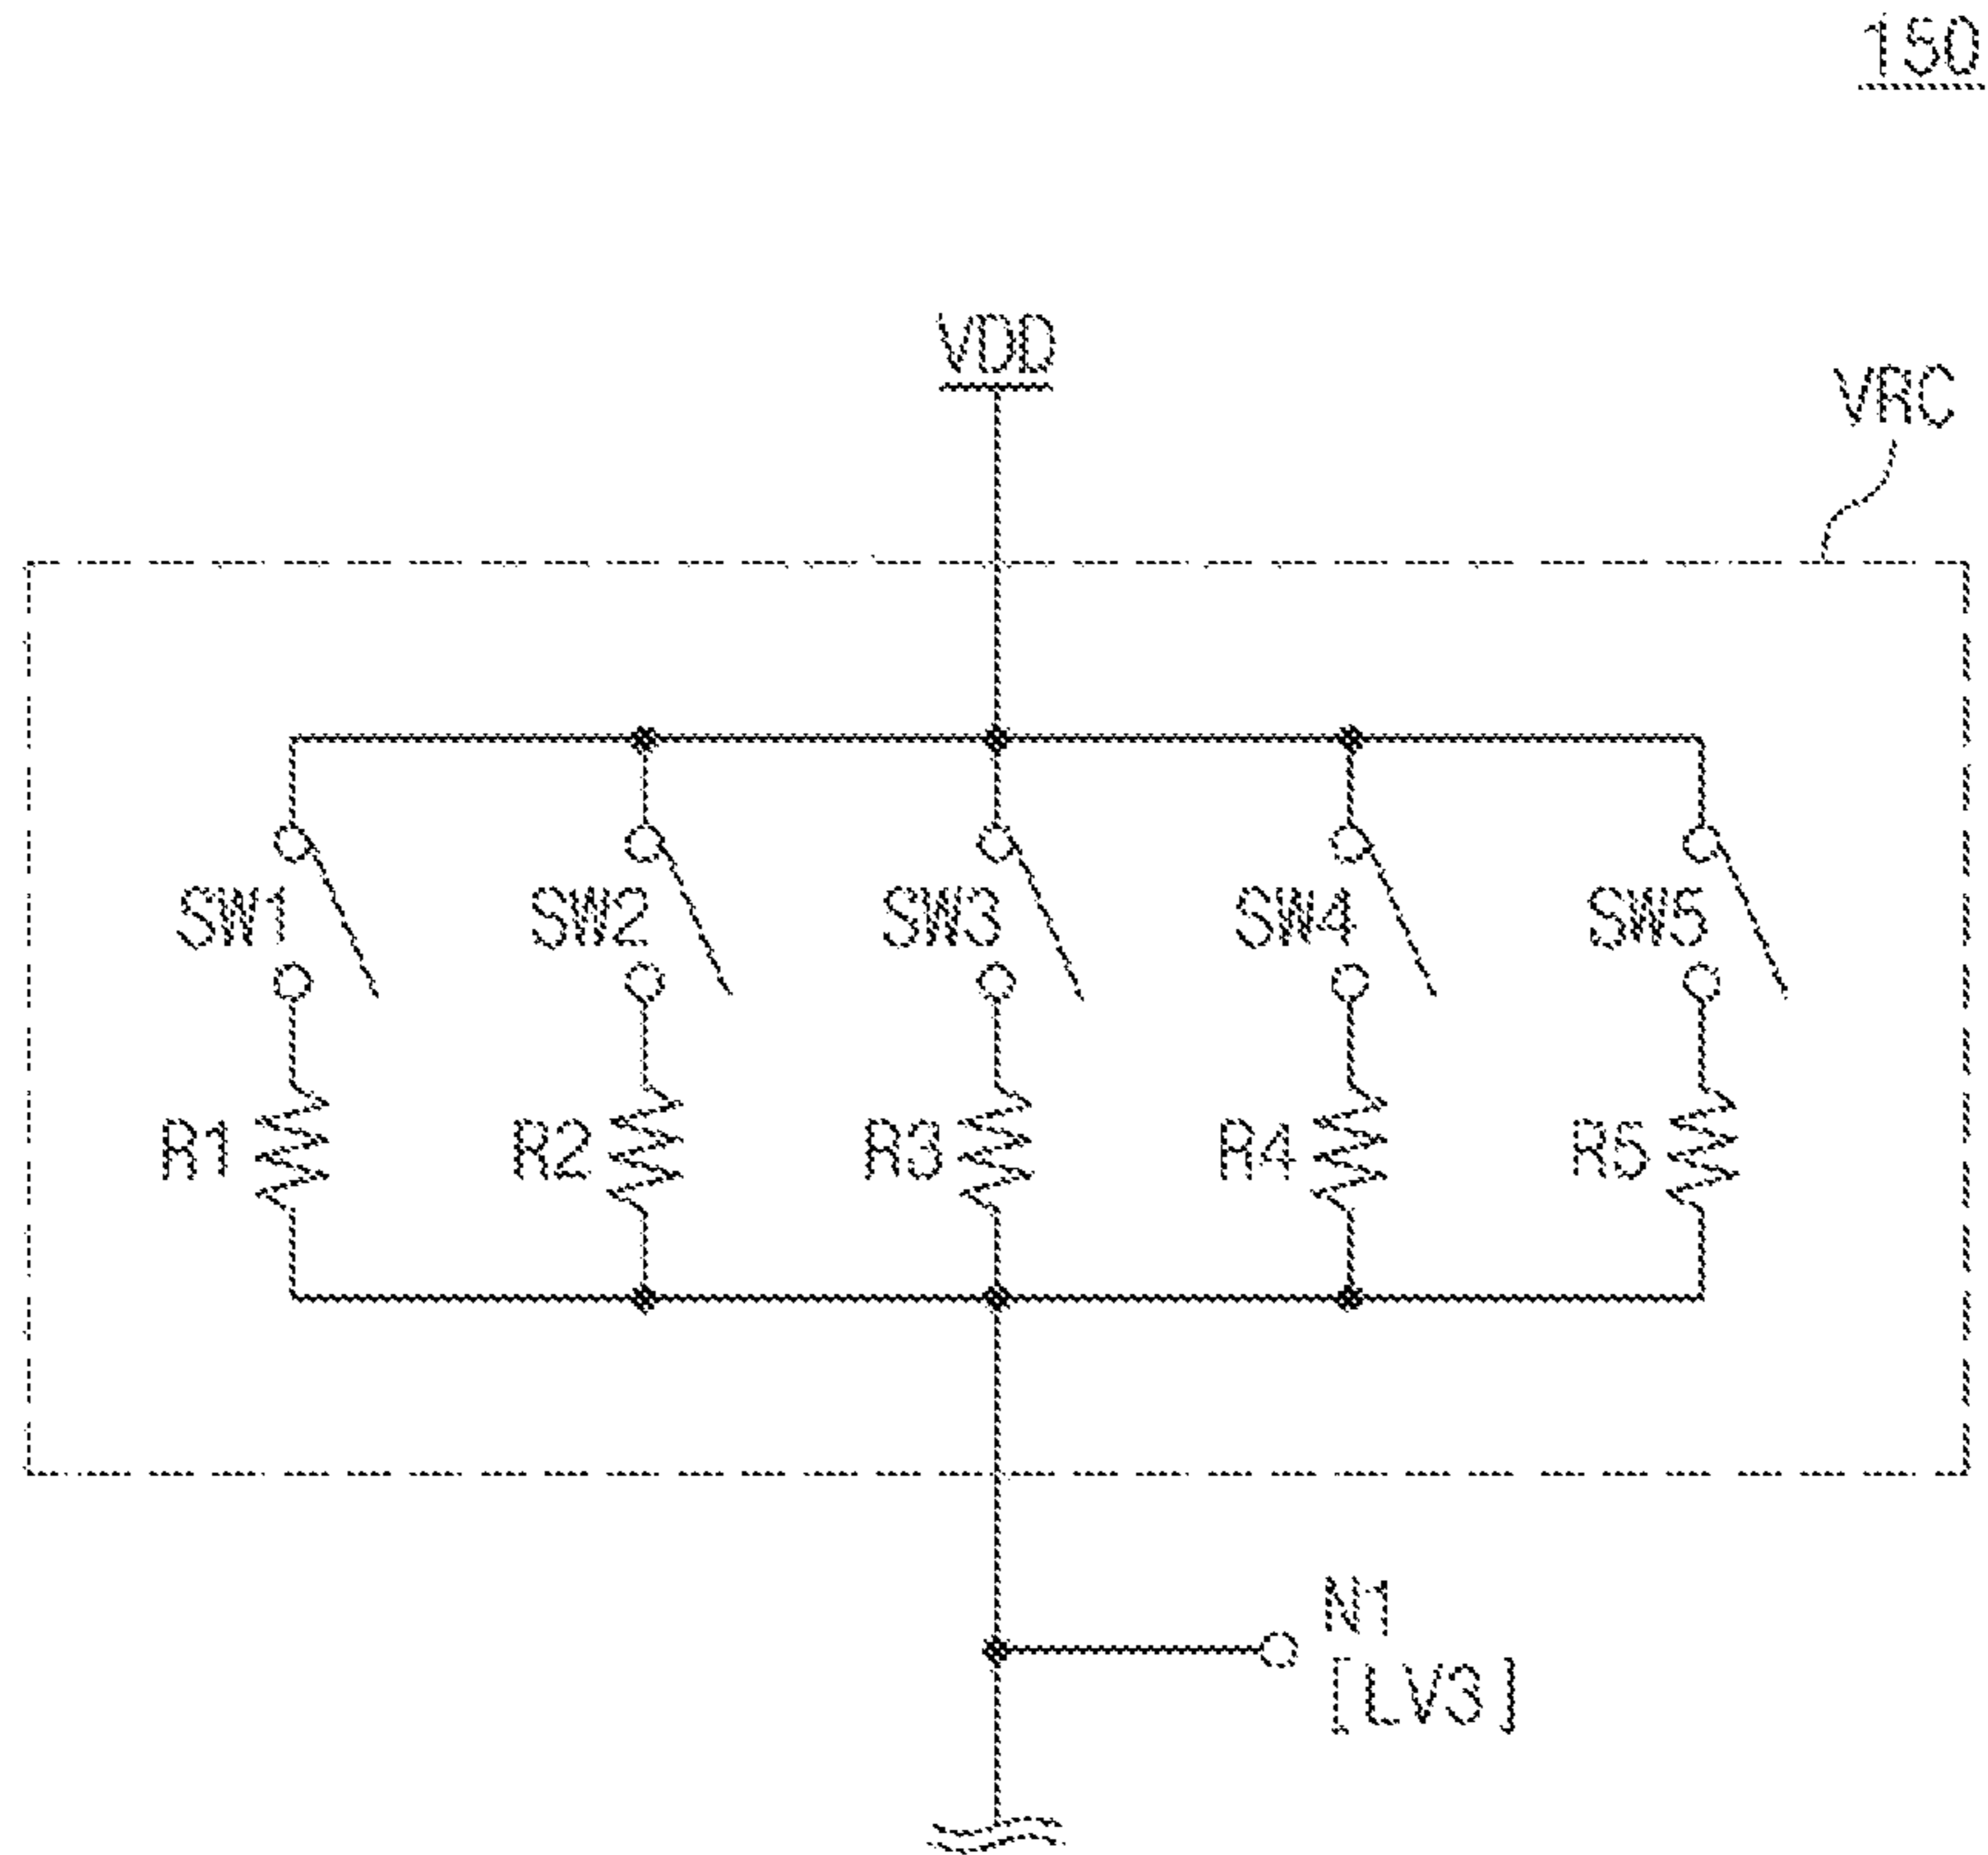 150
VDD
VRC
SW1 SW2 SW3 SW4 SW5
R1 R2 R3 R4 R5
N1
[LV3]